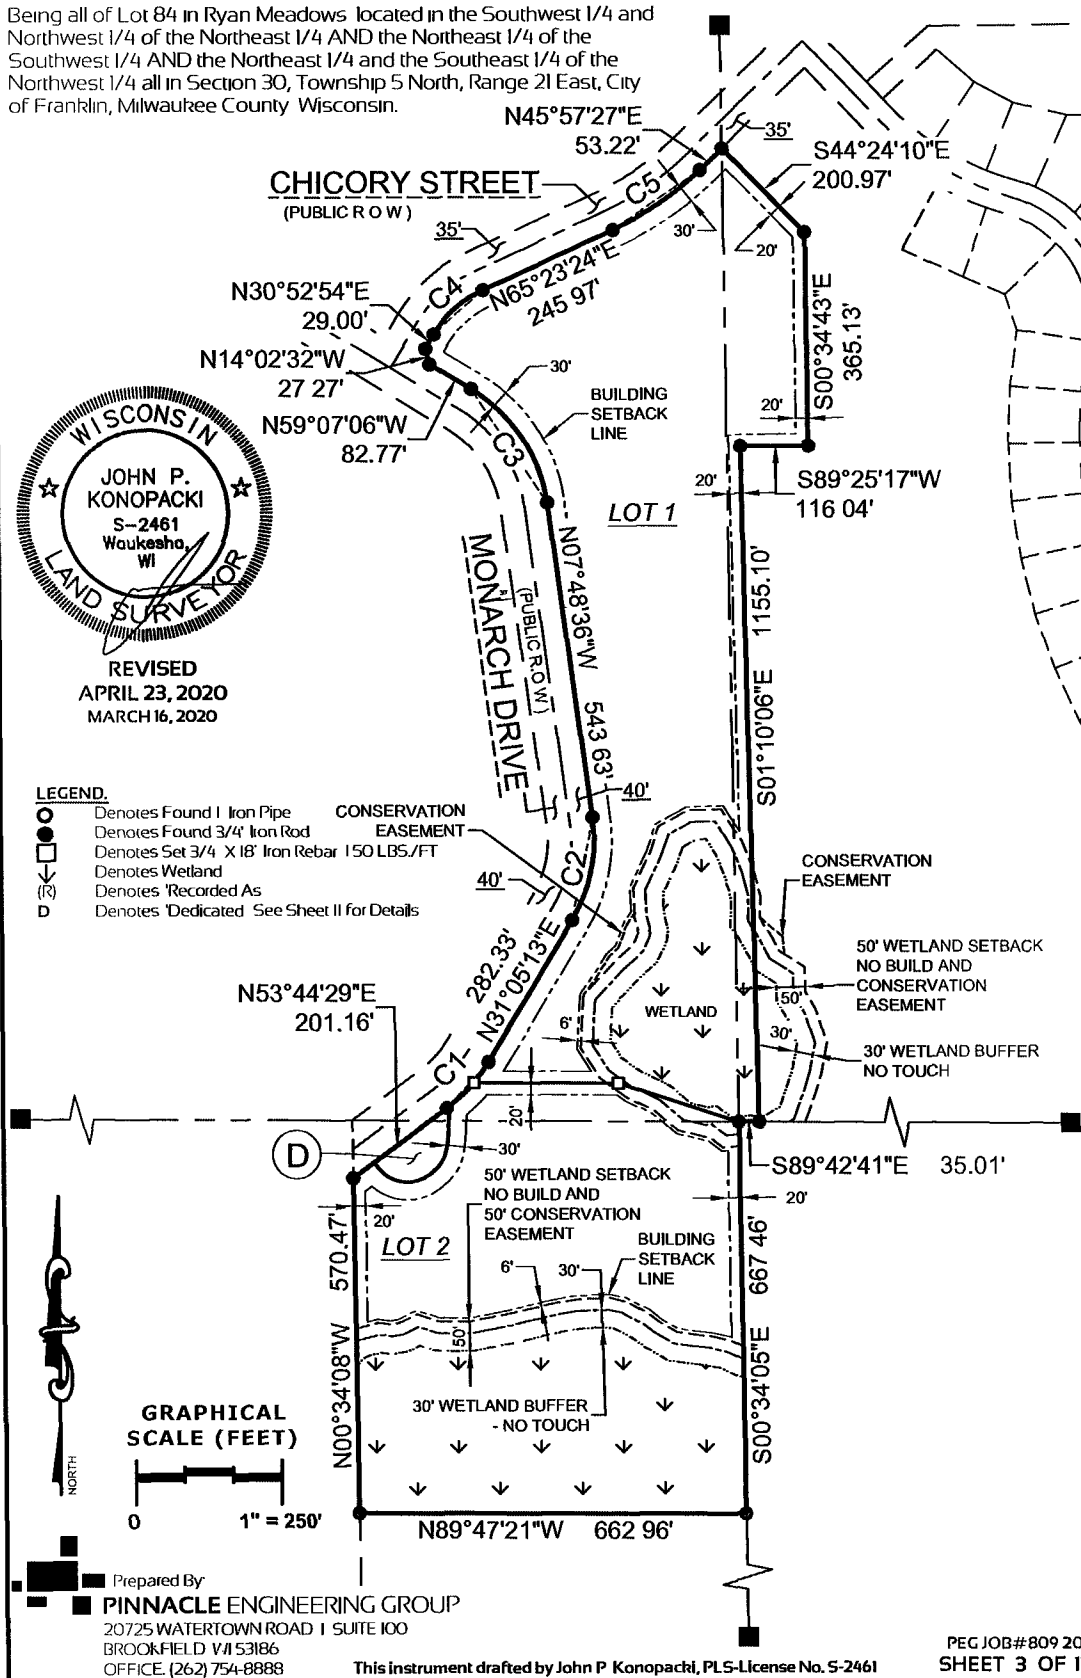 Being all of Lot 84 in Ryan Meadows located in the Southwest 1/4 and
Northwest 1/4 of the Northeast 1/4 AND the Northeast 1/4 of the
Southwest 1/4 AND the Northeast 1/4 and the Southeast 1/4 of the
Northwest 1/4 all in Section 30, Township 5 North, Range 21 East, City
of Franklin, Milwaukee County Wisconsin.
N45°57'27"E
53.22'
35'
S44°24'10"E
200.97'
CHICORY STREET
(PUBLIC R O W)
C5
35'
30'
20'
N65°23'24"E
245 97'
C4
N30°52'54"E
29.00'
S00°34'43"E
365.13'
N14°02'32"W
27 27'
30'
BUILDING
SETBACK
LINE
N59°07'06"W
82.77'
C3
20'
WISCONSIN
JOHN P.
KONOPACKI
S-2461
Waukesha,
WI
LAND SURVEYOR
20'
S89°25'17"W
116 04'
LOT 1
N07°48'36"W
543 63'
MONARCH DRIVE
(PUBLIC R.O.W)
S01°10'06"E 1155.10'
REVISED
APRIL 23, 2020
MARCH 16, 2020
LEGEND.
Denotes Found 1 Iron Pipe
Denotes Found 3/4' Iron Rod
Denotes Set 3/4 X 18' Iron Rebar 1 50 LBS./FT
Denotes Wetland
(R) Denotes 'Recorded As
D Denotes 'Dedicated See Sheet 11 for Details
40'
CONSERVATION
EASEMENT
C2
40'
CONSERVATION
EASEMENT
50' WETLAND SETBACK
NO BUILD AND
CONSERVATION
EASEMENT
50'
N31°05'13"E
282.33'
N53°44'29"E
201.16'
WETLAND
6'
30'
30' WETLAND BUFFER
NO TOUCH
C1
20'
30'
D
S89°42'41"E 35.01'
50' WETLAND SETBACK
NO BUILD AND
50' CONSERVATION
EASEMENT
20'
20'
LOT 2
BUILDING
SETBACK
LINE
6'
30'
50'
N00°34'08"W 570.47'
S00°34'05"E 667 46'
30' WETLAND BUFFER
- NO TOUCH
GRAPHICAL
SCALE (FEET)
NORTH
0 1" = 250'
N89°47'21"W 662 96'
Prepared By
PINNACLE ENGINEERING GROUP
20725 WATERTOWN ROAD I SUITE 100
BROOKFIELD WI 53186
OFFICE. (262) 754-8888
This instrument drafted by John P Konopacki, PLS-License No. S-2461
PEG JOB#809 20
SHEET 3 OF 1